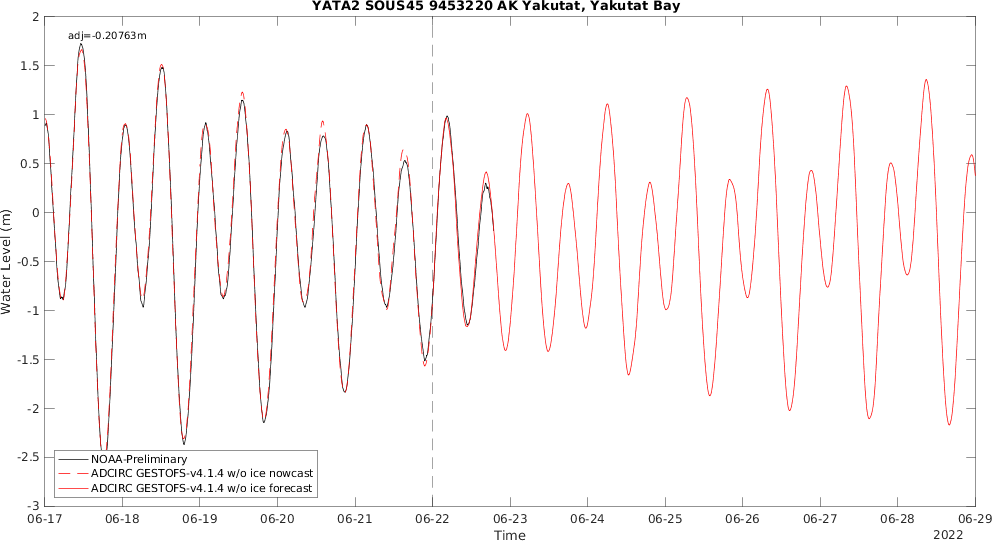 YATA2 SOUS45 9453220 AK Yakutat, Yakutat Bay
adj=-0.20763m
2
1.5
1
0.5
0
-0.5
-1
-1.5
-2
-2.5
-3
Water Level (m)
NOAA-Preliminary
ADCIRC GESTOFS-v4.1.4 w/o ice nowcast
ADCIRC GESTOFS-v4.1.4 w/o ice forecast
06-17 06-18 06-19 06-20 06-21 06-22 06-23 06-24 06-25 06-26 06-27 06-28 06-29
Time
2022